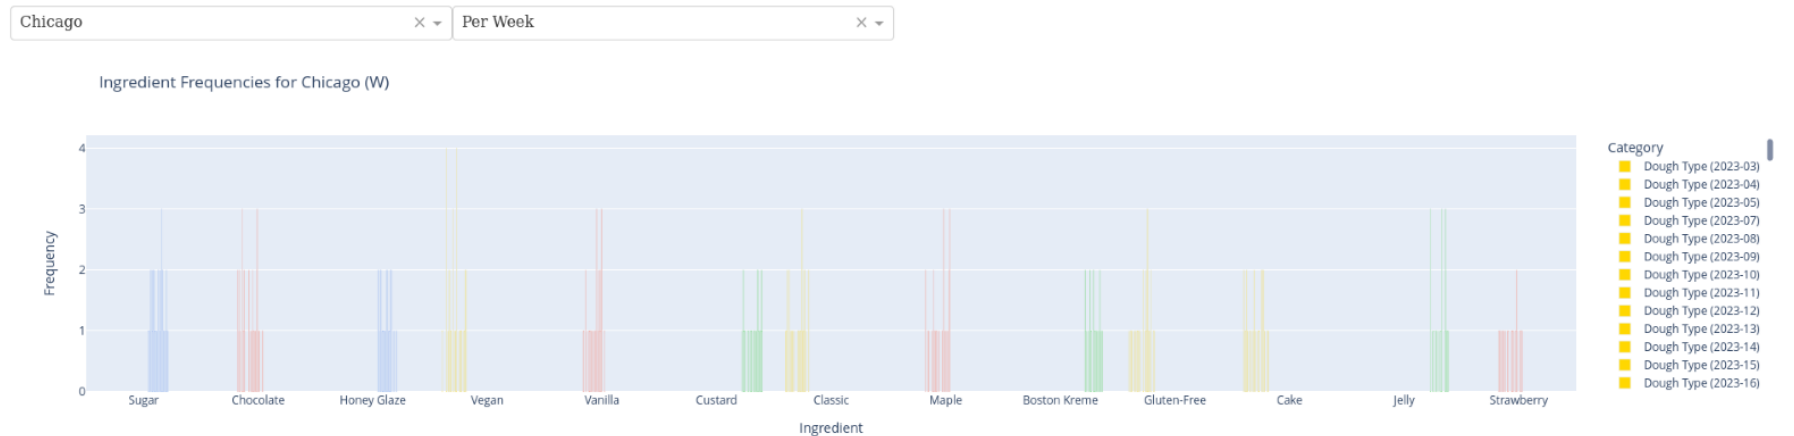 Chicago
Per Week
Ingredient Frequencies for Chicago (W)
Frequency
4
3
2
1
0
Sugar Chocolate Honey Glaze Vegan Vanilla Custard Classic Maple Boston Kreme Gluten-Free Cake Jelly Strawberry
Ingredient
Category
Dough Type (2023-03)
Dough Type (2023-04)
Dough Type (2023-05)
Dough Type (2023-07)
Dough Type (2023-08)
Dough Type (2023-09)
Dough Type (2023-10)
Dough Type (2023-11)
Dough Type (2023-12)
Dough Type (2023-13)
Dough Type (2023-14)
Dough Type (2023-15)
Dough Type (2023-16)